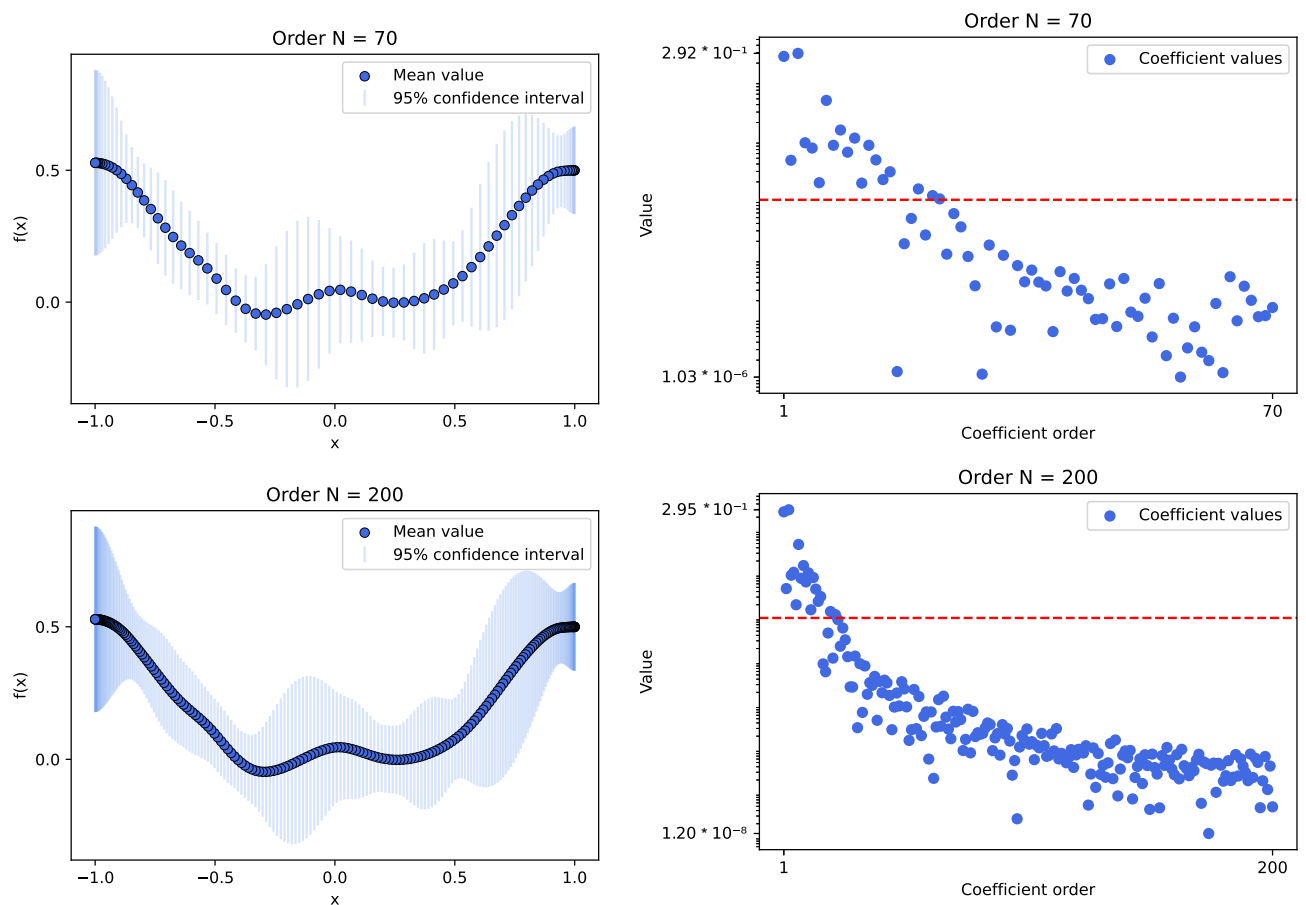 Order N = 70
Mean value
95% confidence interval
0.5
0.0
f(x)
−1.0 −0.5 0.0 0.5 1.0
x
Order N = 70
Coefficient values
2.92 * 10⁻¹
1.03 * 10⁻⁶
Value
1 70
Coefficient order
Order N = 200
Mean value
95% confidence interval
0.5
0.0
f(x)
−1.0 −0.5 0.0 0.5 1.0
x
Order N = 200
Coefficient values
2.95 * 10⁻¹
1.20 * 10⁻⁸
Value
1 200
Coefficient order